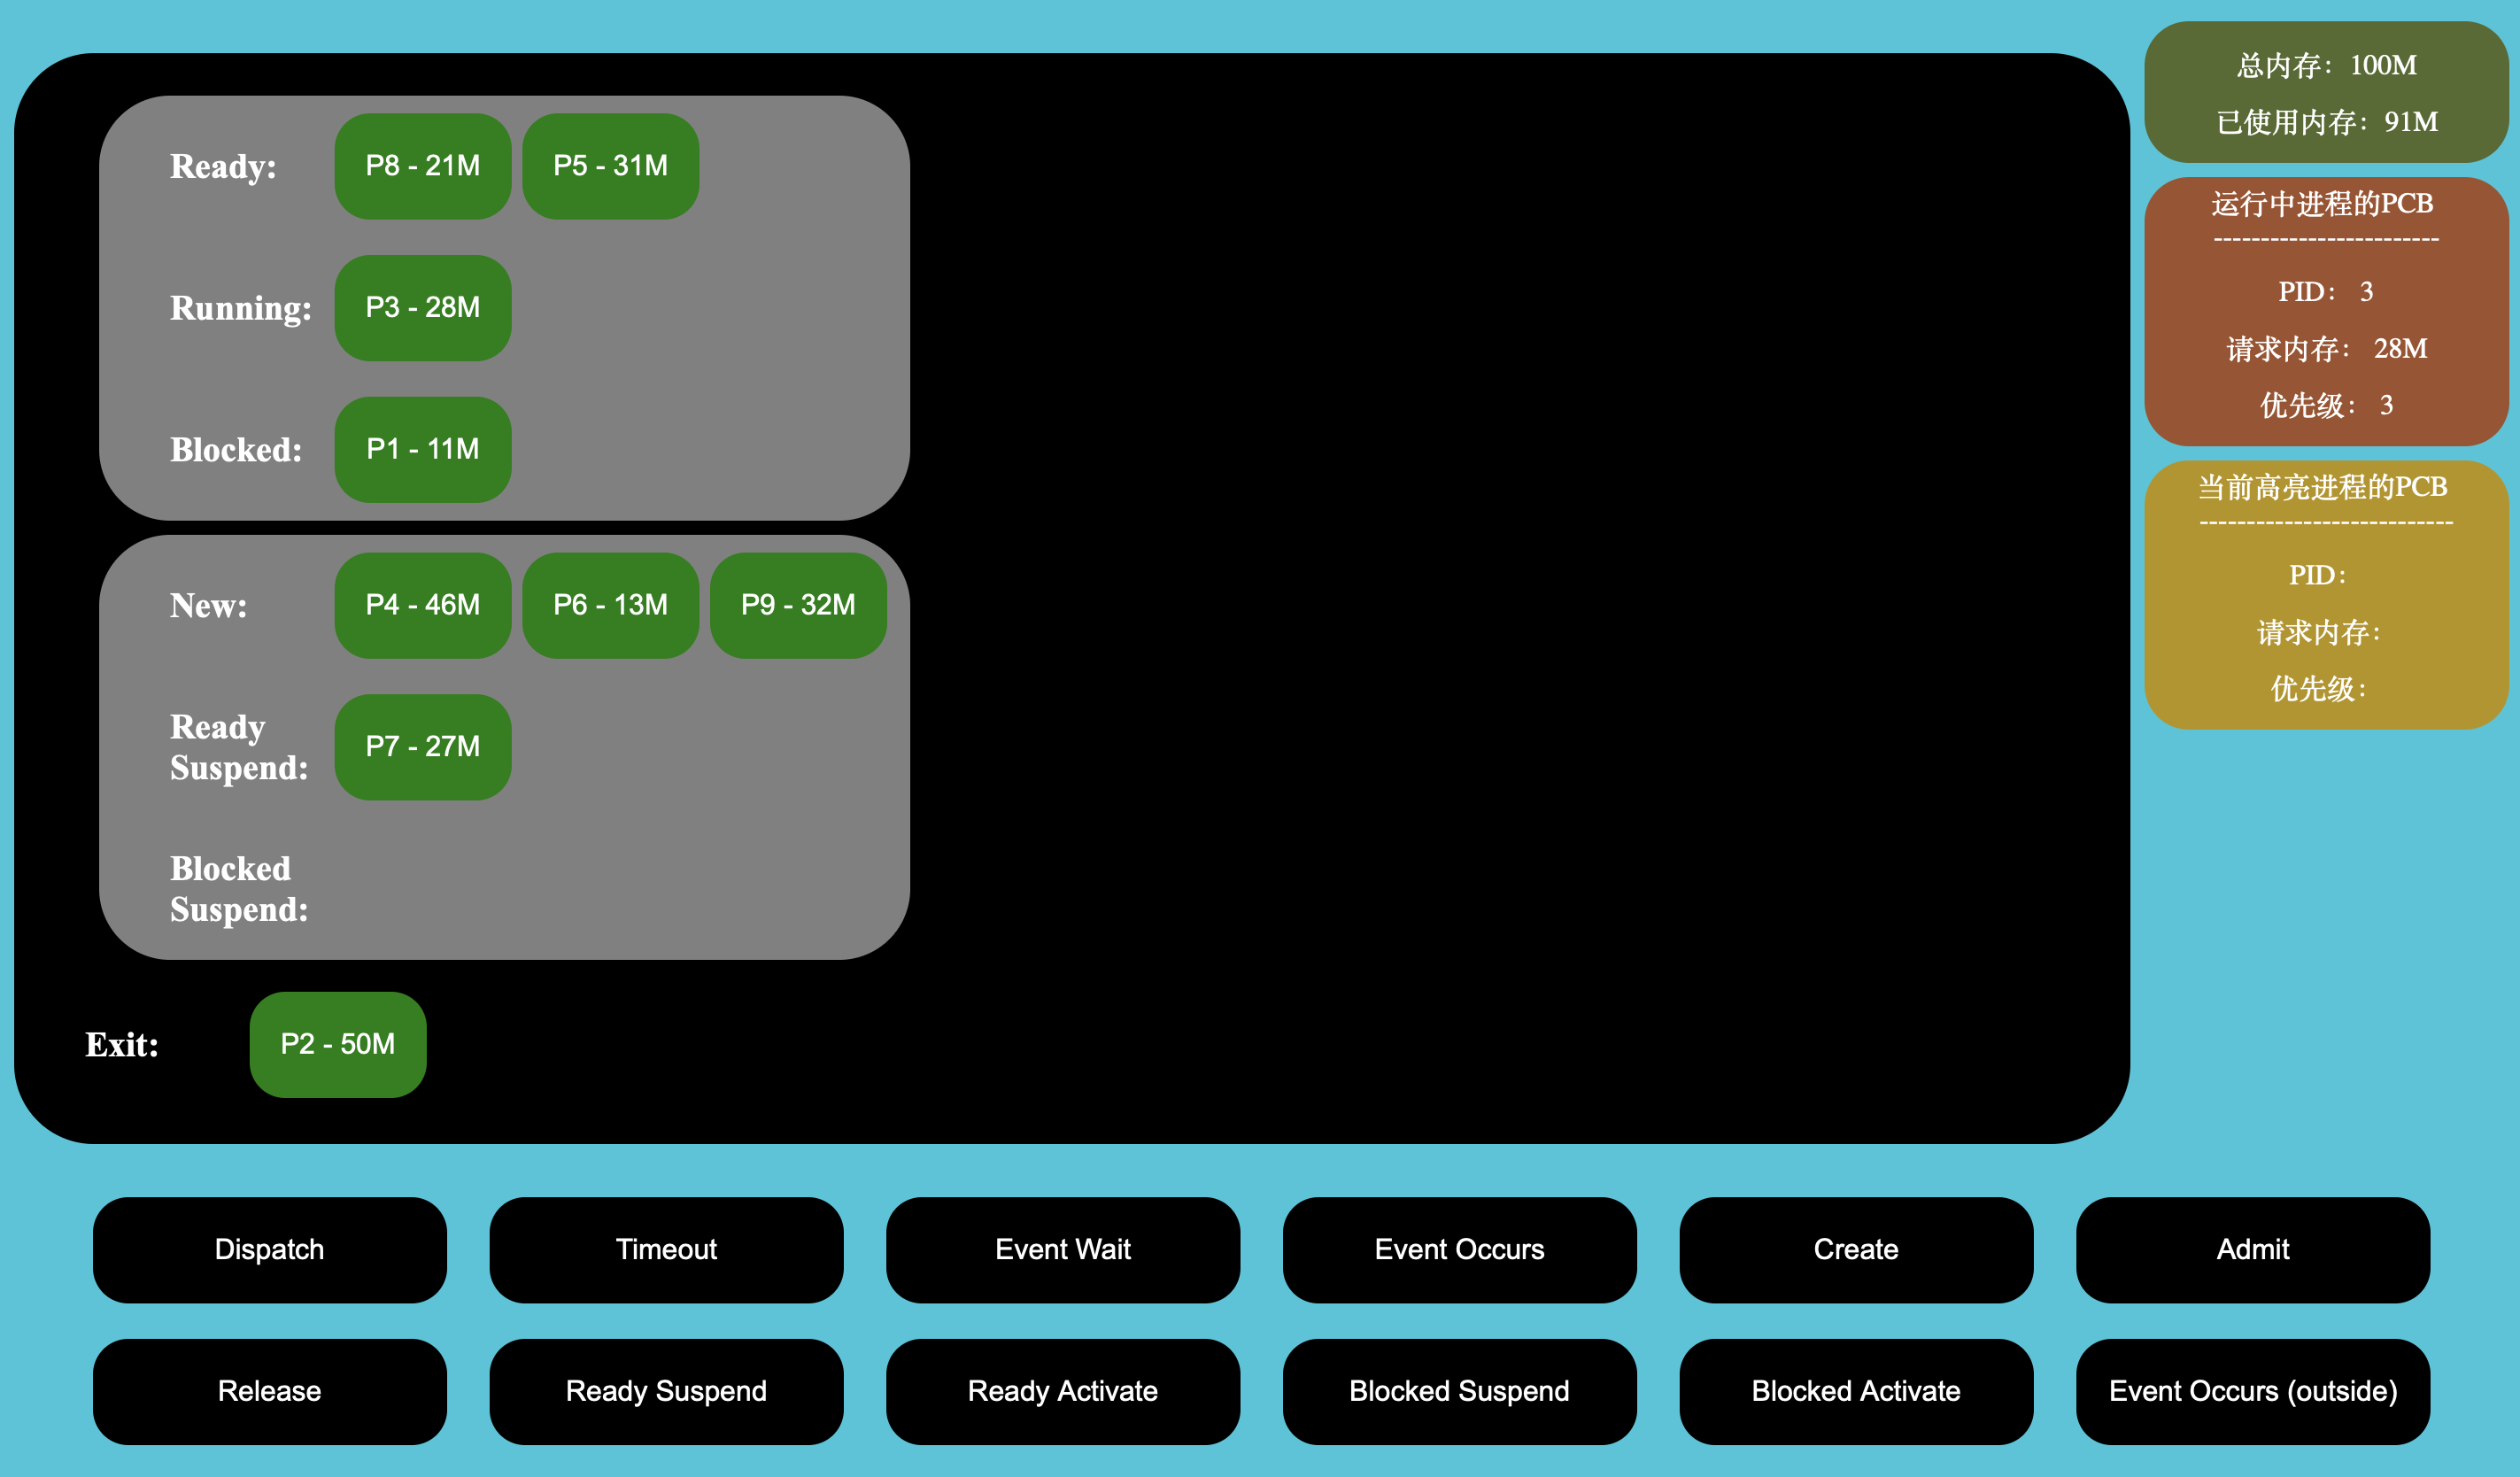 Ready:
P8 - 21M
P5 - 31M
Running:
P3 - 28M
Blocked:
P1 - 11M
New:
P4 - 46M
P6 - 13M
P9 - 32M
Ready
Suspend:
P7 - 27M
Blocked
Suspend:
Exit:
P2 - 50M
总内存：100M
已使用内存：91M
运行中进程的PCB
------------------------
PID： 3
请求内存： 28M
优先级： 3
当前高亮进程的PCB
---------------------------
PID：
请求内存：
优先级：
Dispatch
Timeout
Event Wait
Event Occurs
Create
Admit
Release
Ready Suspend
Ready Activate
Blocked Suspend
Blocked Activate
Event Occurs (outside)